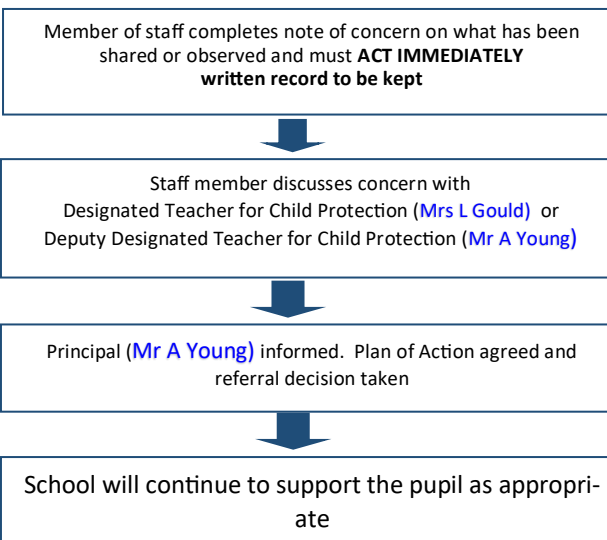 Member of staff completes note of concern on what has been
shared or observed and must ACT IMMEDIATELY
written record to be kept
Staff member discusses concern with
Designated Teacher for Child Protection (Mrs L Gould) or
Deputy Designated Teacher for Child Protection (Mr A Young)
Principal (Mr A Young) informed. Plan of Action agreed and
referral decision taken
School will continue to support the pupil as appropri-
ate